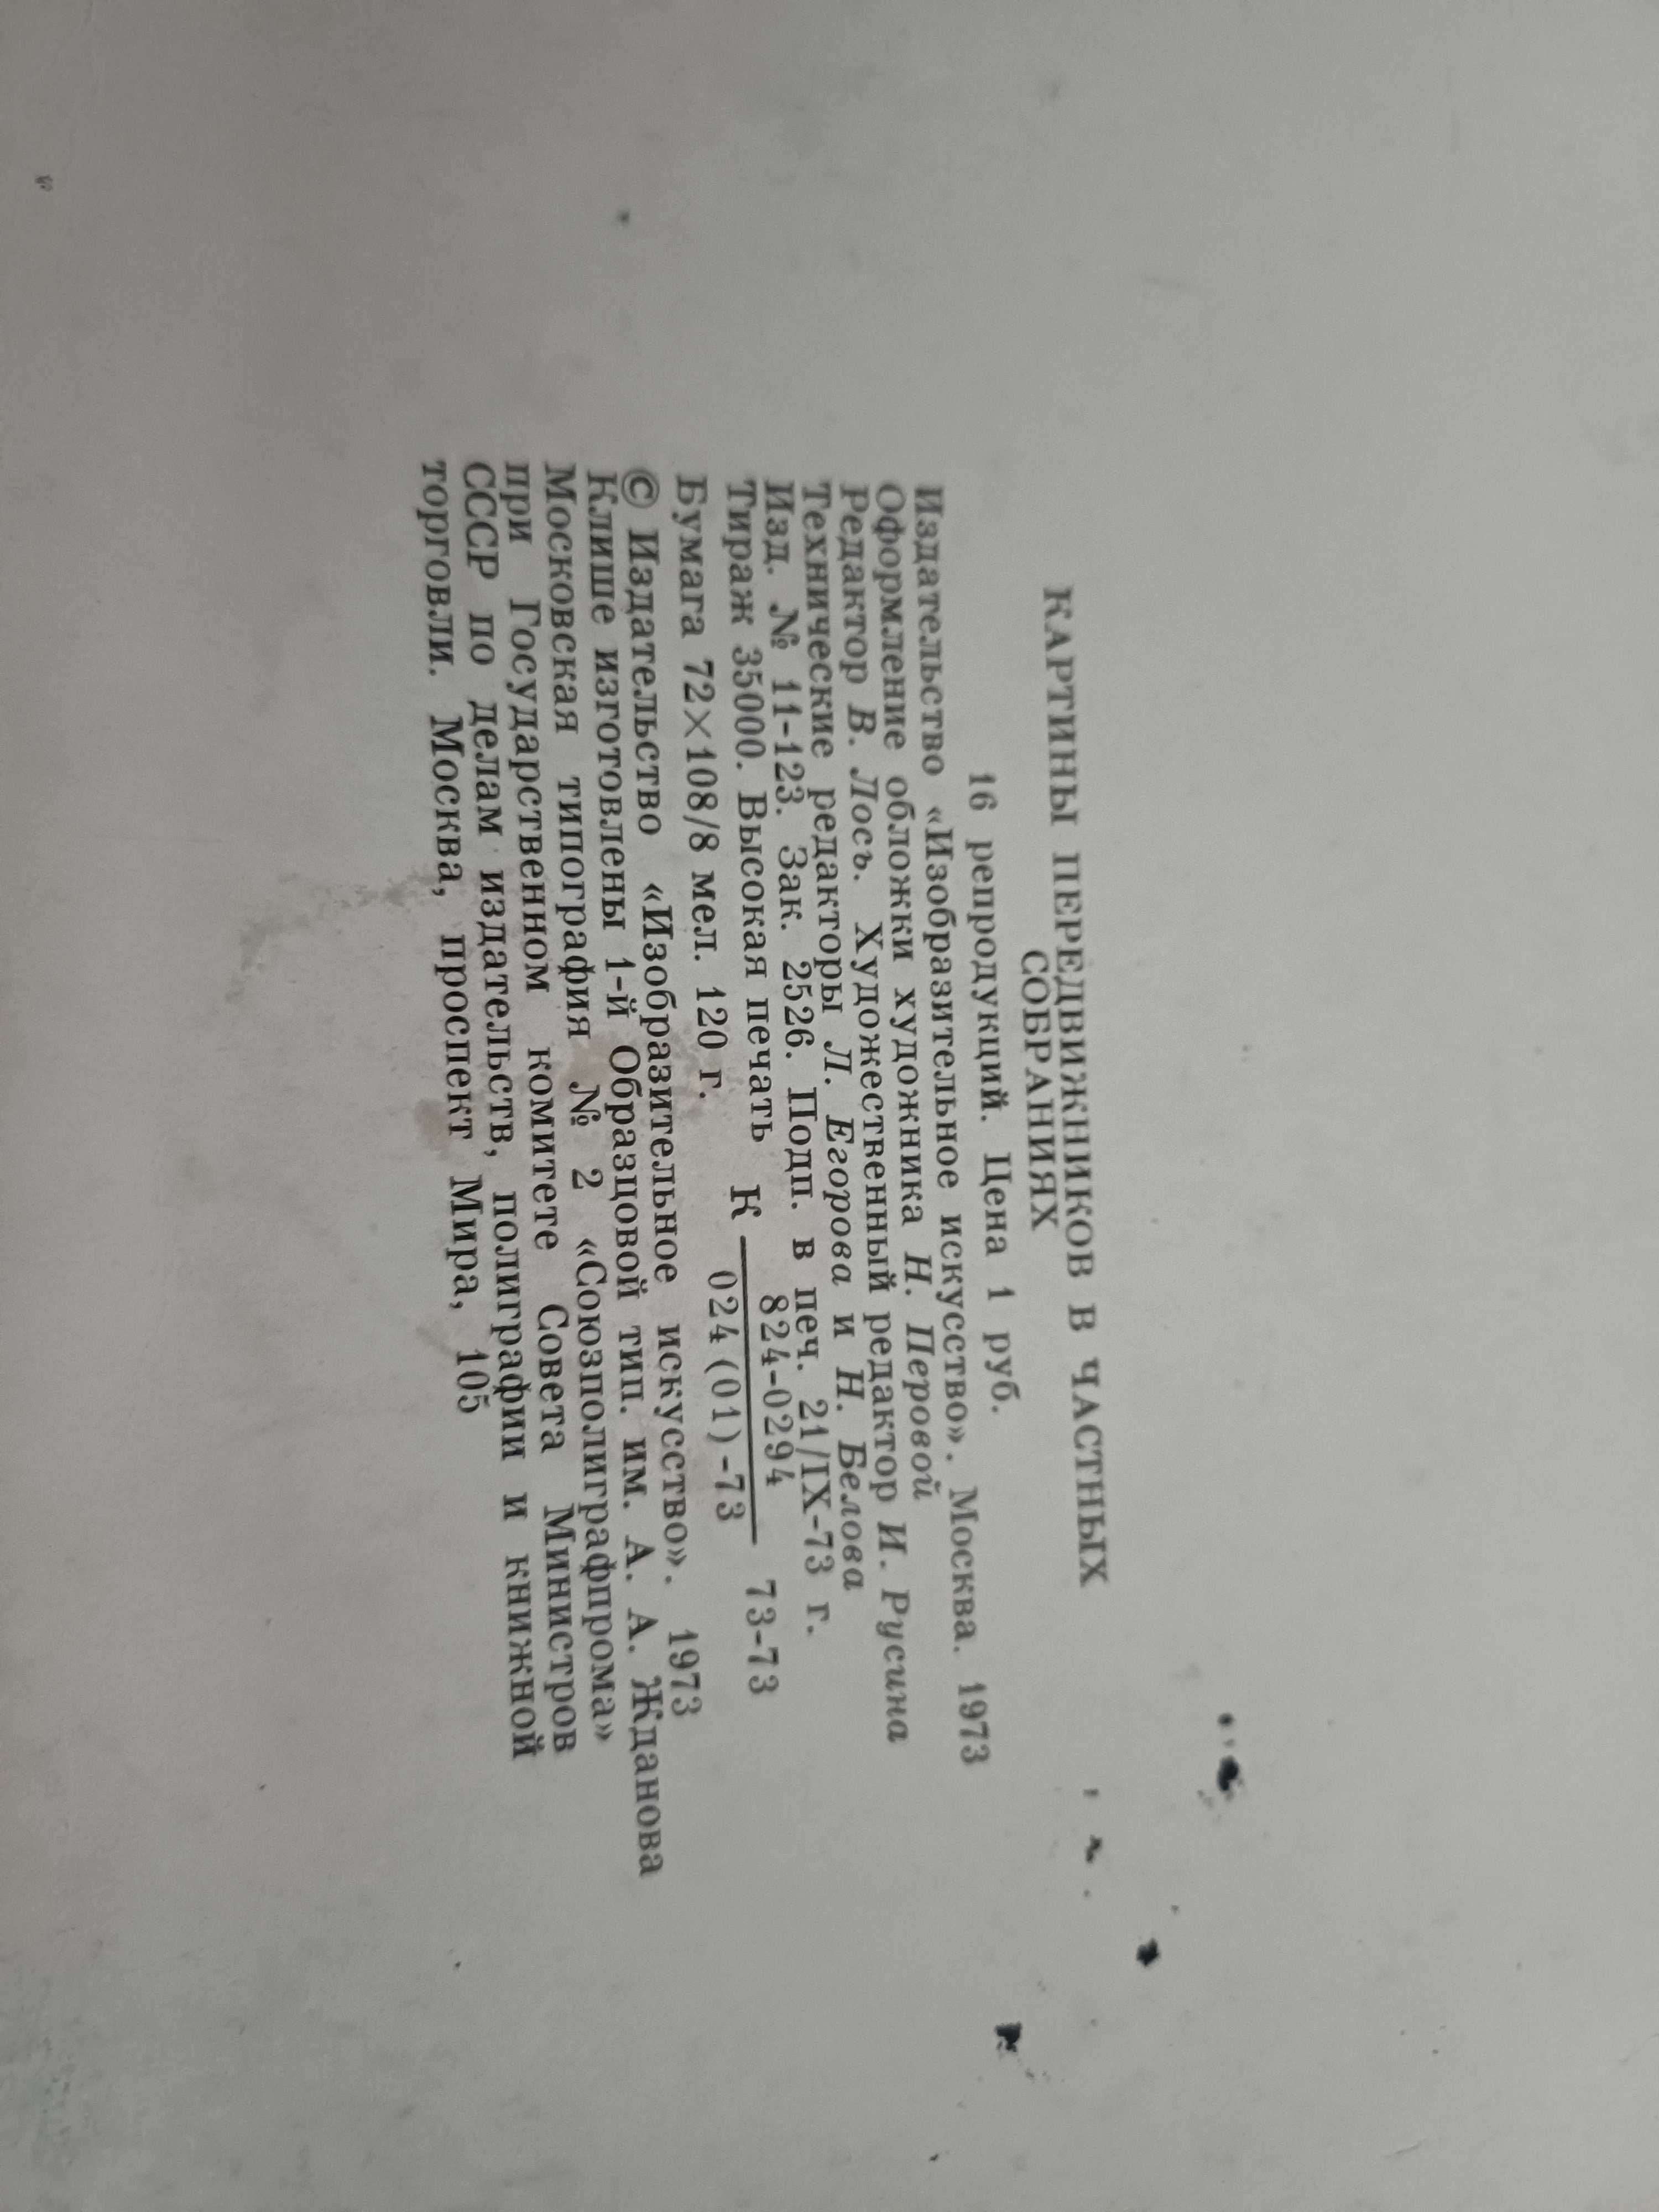 КАРТИНЫ ПЕРЕДВИЖНИКОВ В ЧАСТНЫХ
СОБРАНИЯХ
16 репродукций. Цена 1 руб.
Издательство «Изобразительное искусство». Москва. 1973
Оформление обложки художника Н. Перовой
Редактор В. Лось. Художественный редактор И. Русина
Технические редакторы Л. Егорова и Н. Белова
Изд. № 11-123. Зак. 2526. Подп. в печ. 21/IX-73 г.
Тираж 35000. Высокая печать К 824-0294
024(01)-73 73-73
Бумага 72×108/8 мел. 120 г.
© Издательство «Изобразительное искусство». 1973
Клише изготовлены 1-й Образцовой тип. им. А. А. Жданова
Московская типография № 2 «Союзполиграфпрома»
при Государственном комитете Совета Министров
СССР по делам издательств, полиграфии и книжной
торговли. Москва, проспект Мира, 105